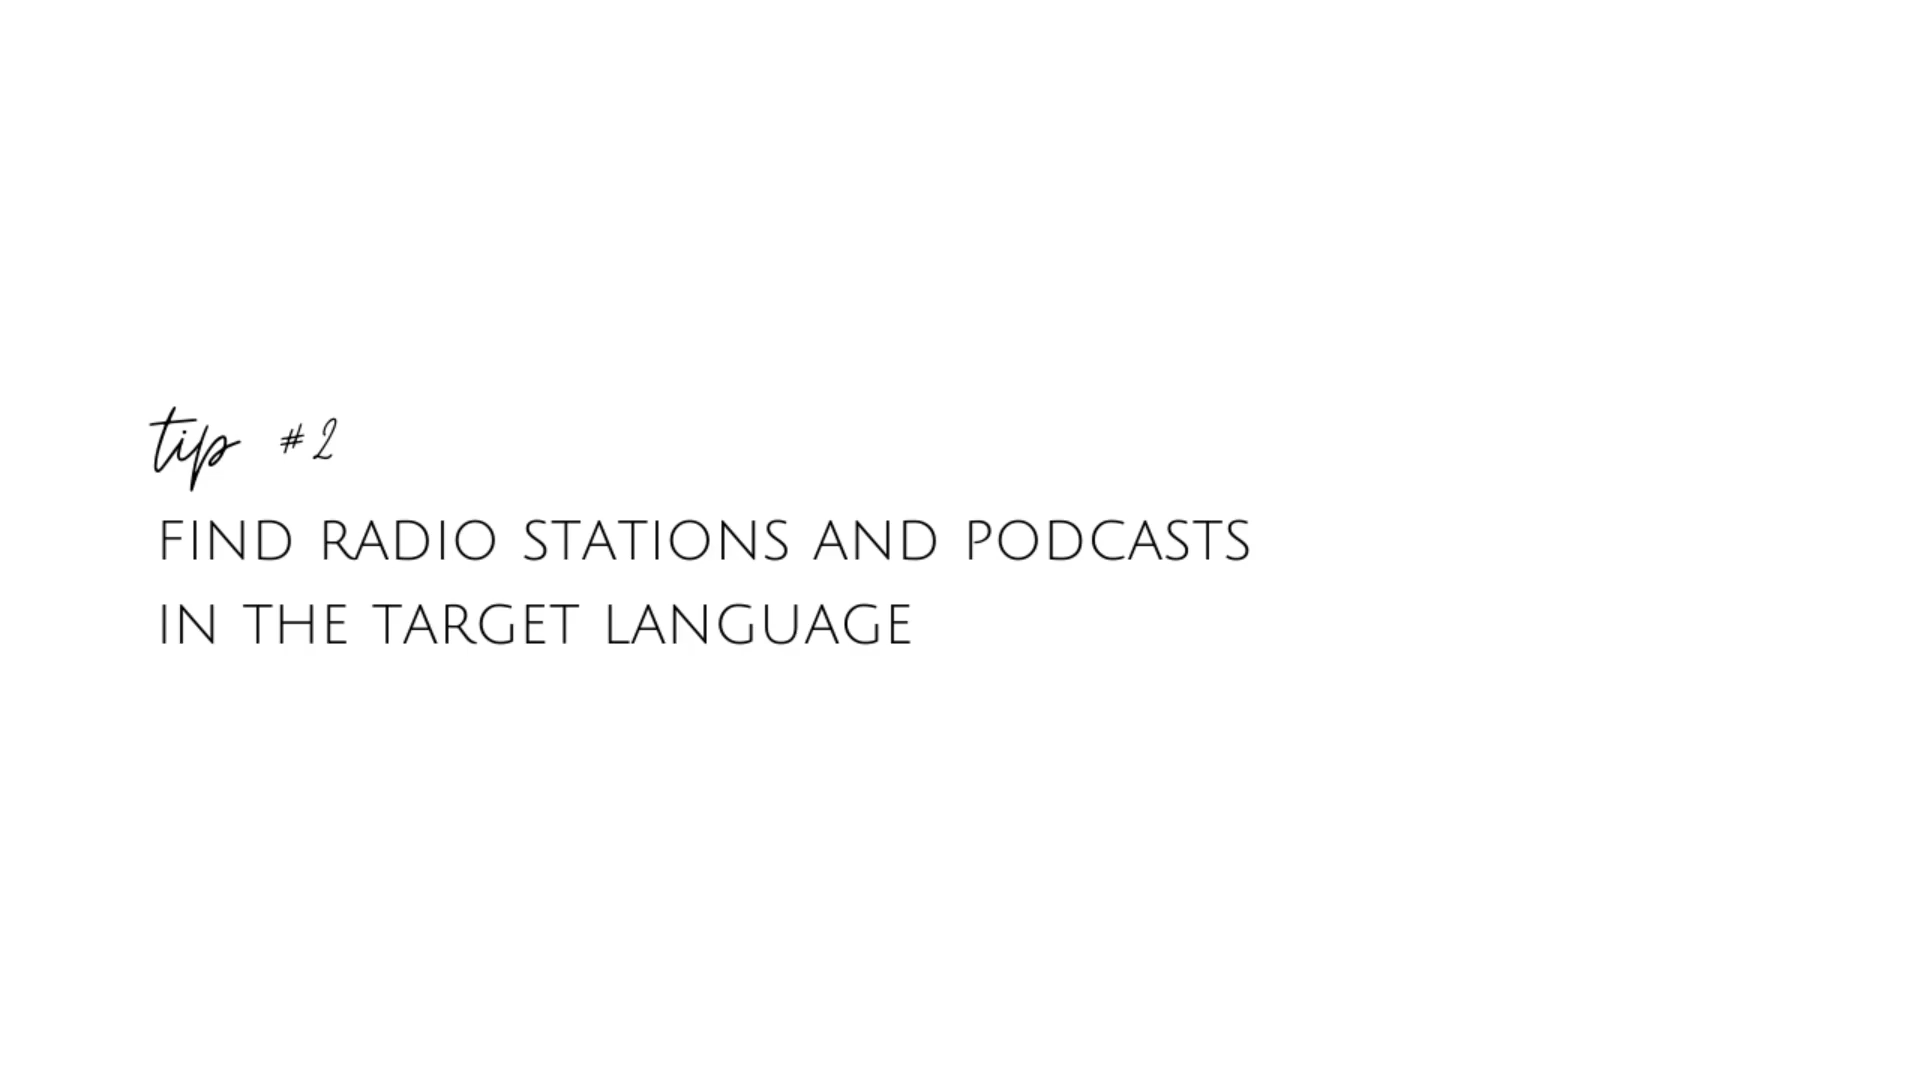 tip #2
FIND RADIO STATIONS AND PODCASTS
IN THE TARGET LANGUAGE